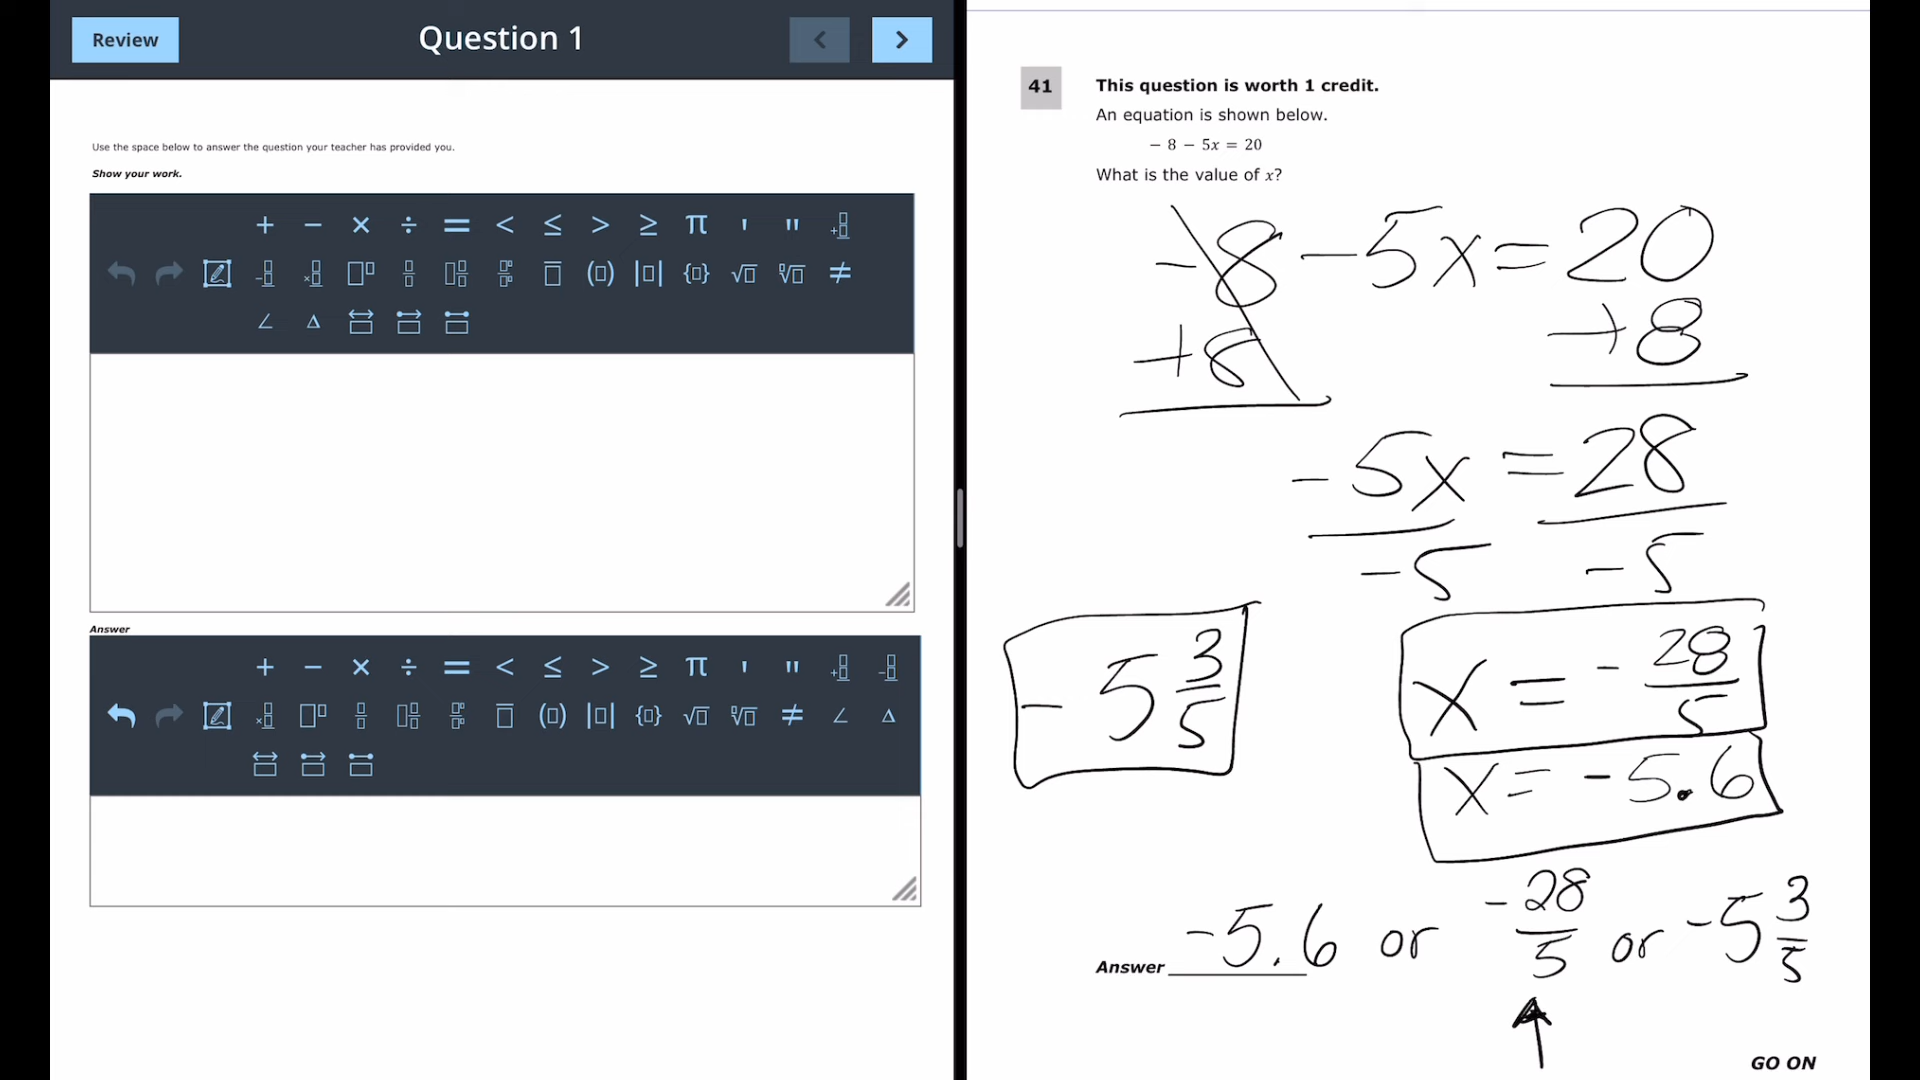 Review
Question 1
Use the space below to answer the question your teacher has provided you.
Show your work.
+ − × ÷ = < ≤ > ≥ π ' "
≠
∠ Δ
Answer
+ − × ÷ = < ≤ > ≥ π ' "
≠ ∠ Δ
41
This question is worth 1 credit.
An equation is shown below.
− 8 − 5x = 20
What is the value of x?
-8 -5x = 20
+8 +8
-5x = 28
-5 -5
-5 3/5
x = - 28/5
x = -5.6
Answer -5.6 or -28/5 or -5 3/5
GO ON